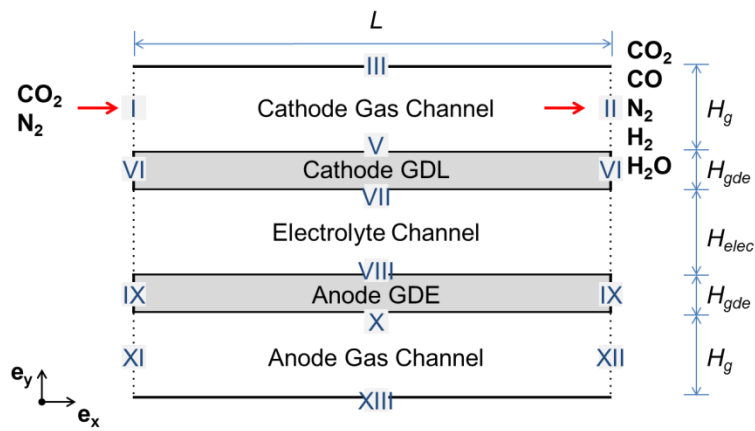 L
III
CO2
CO
N2
H2
H2O
CO2
N2
I
Cathode Gas Channel
II
Hg
V
VI
Cathode GDL
VI
Hgde
VII
Electrolyte Channel
Helec
VIII
IX
Anode GDE
IX
Hgde
X
XI
Anode Gas Channel
XII
Hg
XIII
ey
ex